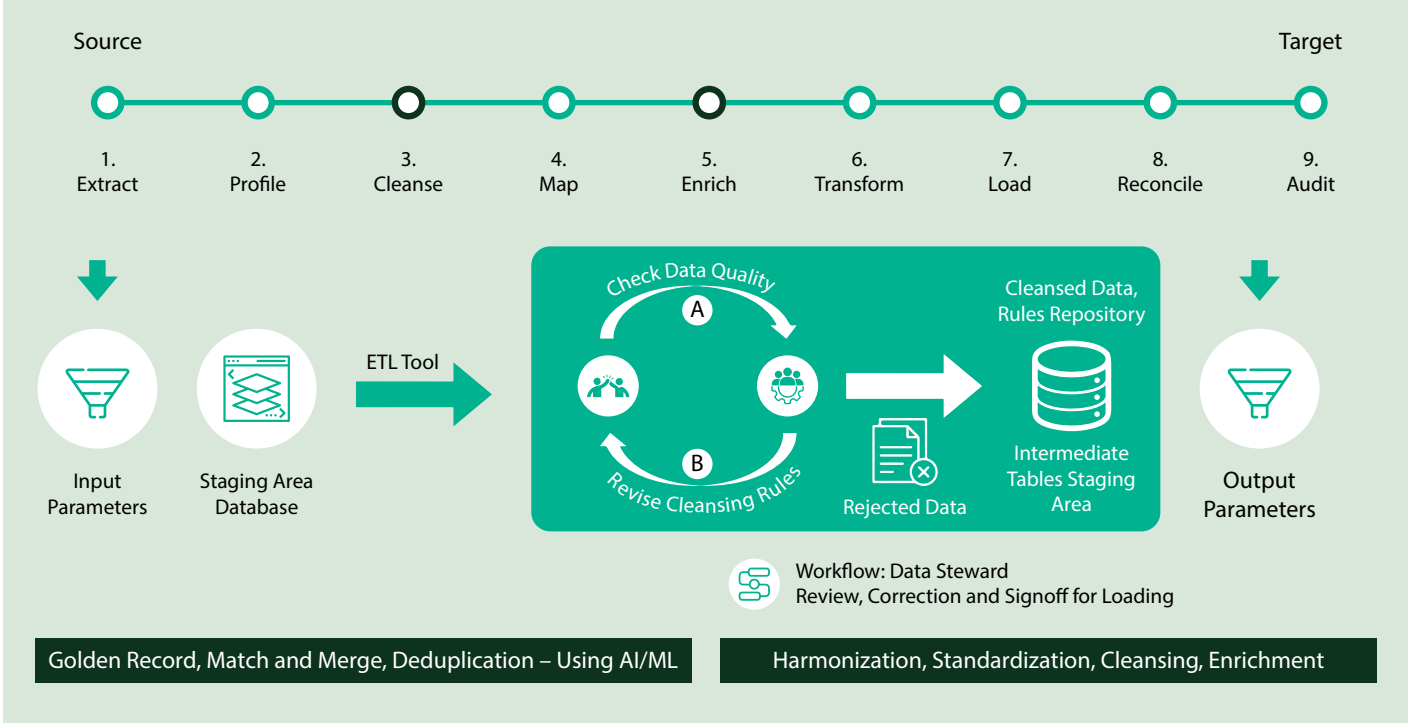 Source
Target
1.
Extract
2.
Profile
3.
Cleanse
4.
Map
5.
Enrich
6.
Transform
7.
Load
8.
Reconcile
9.
Audit
Input
Parameters
Staging Area
Database
ETL Tool
Check Data Quality
A
B
Revise Cleansing Rules
Rejected Data
Cleansed Data,
Rules Repository
Intermediate
Tables Staging
Area
Output
Parameters
Workflow: Data Steward
Review, Correction and Signoff for Loading
Golden Record, Match and Merge, Deduplication – Using AI/ML
Harmonization, Standardization, Cleansing, Enrichment